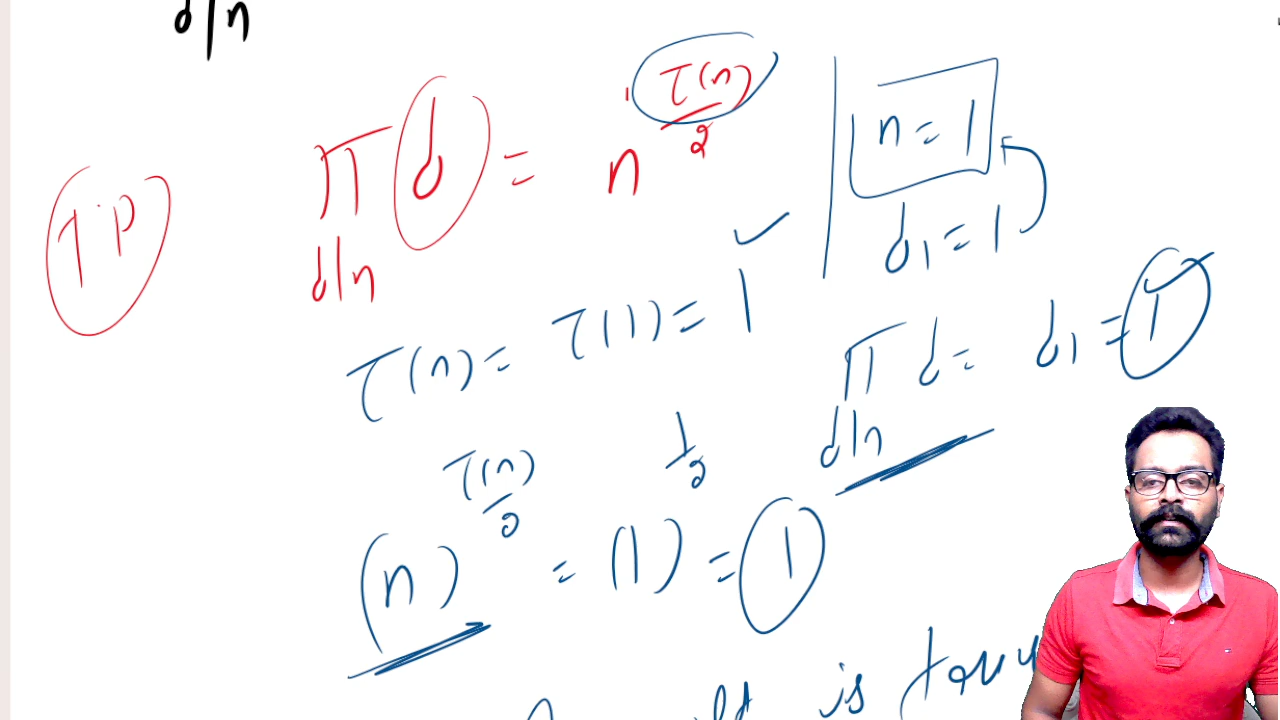 d|n
T.P
∏ d = n^(τ(n)/2)
d|n
n = 1
d₁ = 1
τ(n) = τ(1) = 1
∏ d = d₁ = 1
d|n
(n)^(τ(n)/2) = (1)^(1/2) = 1
is